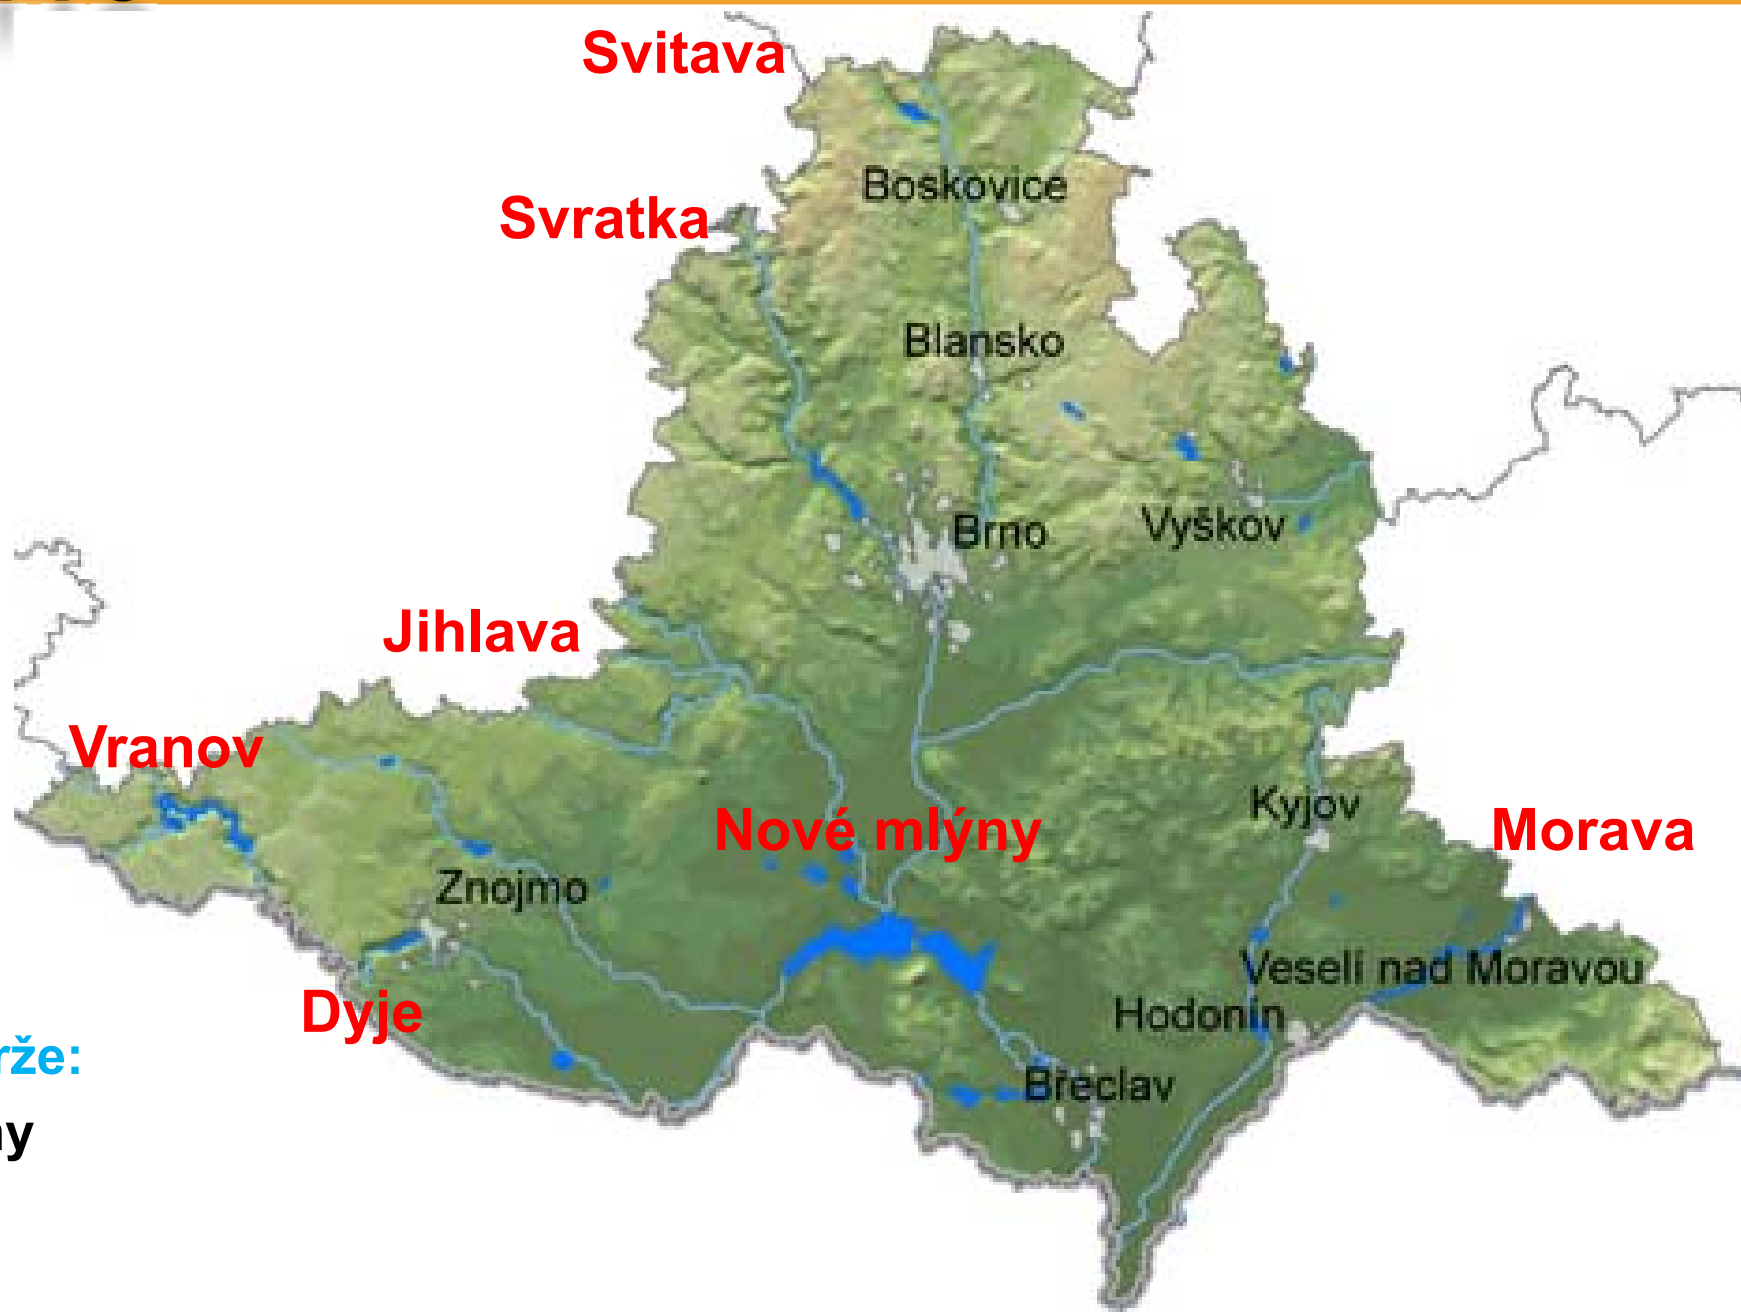 Svitava
Boskovice
Svratka
Blansko
Brno
Vyškov
Jihlava
Vranov
Kyjov
Nové mlýny
Morava
Znojmo
Veselí nad Moravou
Dyje
Hodonín
rže:
Břeclav
ny